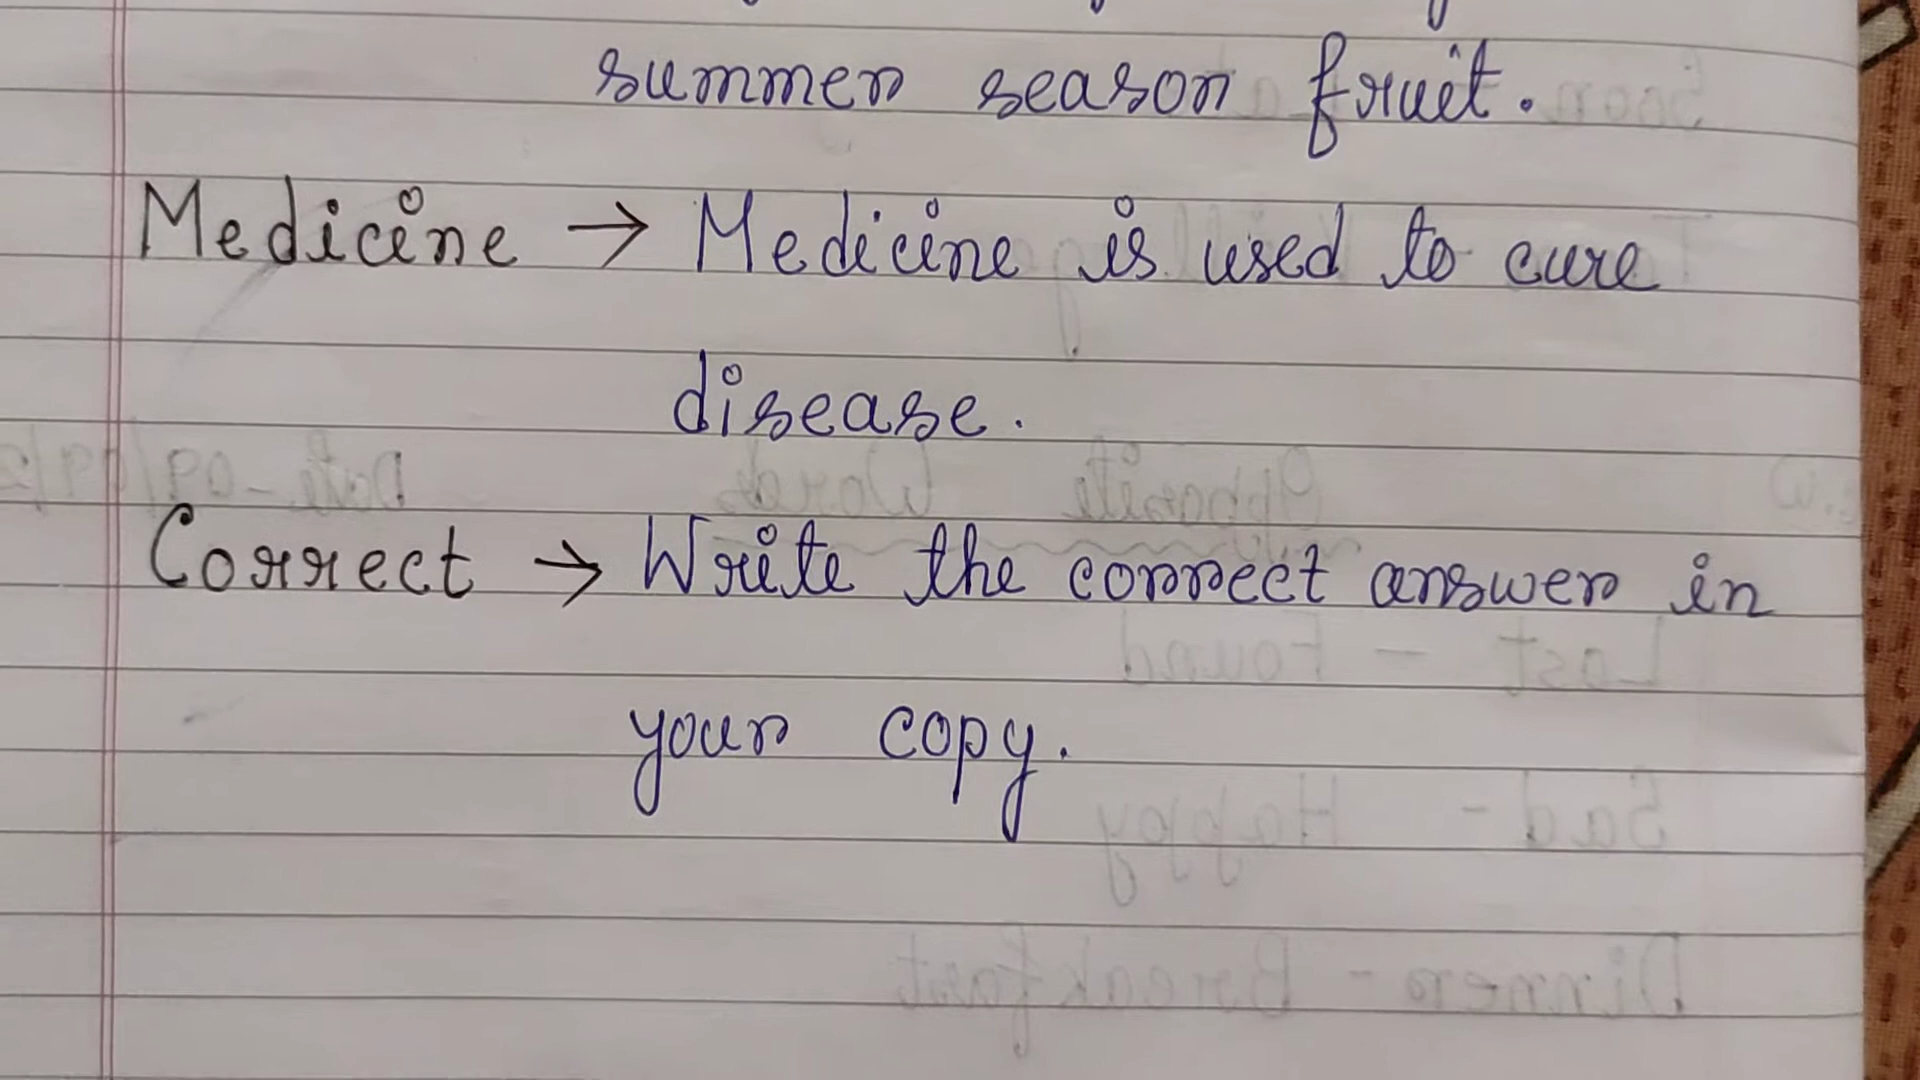 summer season fruit.
Medicine → Medicine is used to cure
disease.
Correct → Write the correct answer in
your copy.